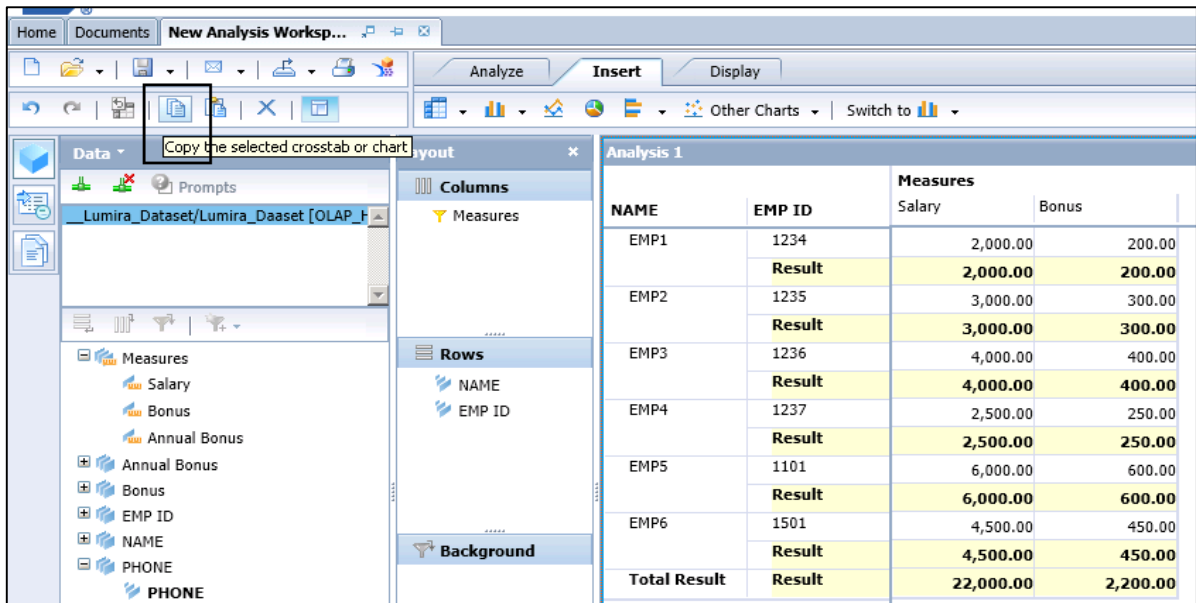 Home Documents New Analysis Worksp...
Analyze Insert Display
Other Charts Switch to
Copy the selected crosstab or chart
Data
Prompts
__Lumira_Dataset/Lumira_Daaset [OLAP_H
Measures
Salary
Bonus
Annual Bonus
Annual Bonus
Bonus
EMP ID
NAME
PHONE
PHONE
ayout
Columns
Measures
Rows
NAME
EMP ID
Background
Analysis 1
Measures
NAME EMP ID Salary Bonus
EMP1 1234 2,000.00 200.00
Result 2,000.00 200.00
EMP2 1235 3,000.00 300.00
Result 3,000.00 300.00
EMP3 1236 4,000.00 400.00
Result 4,000.00 400.00
EMP4 1237 2,500.00 250.00
Result 2,500.00 250.00
EMP5 1101 6,000.00 600.00
Result 6,000.00 600.00
EMP6 1501 4,500.00 450.00
Result 4,500.00 450.00
Total Result Result 22,000.00 2,200.00